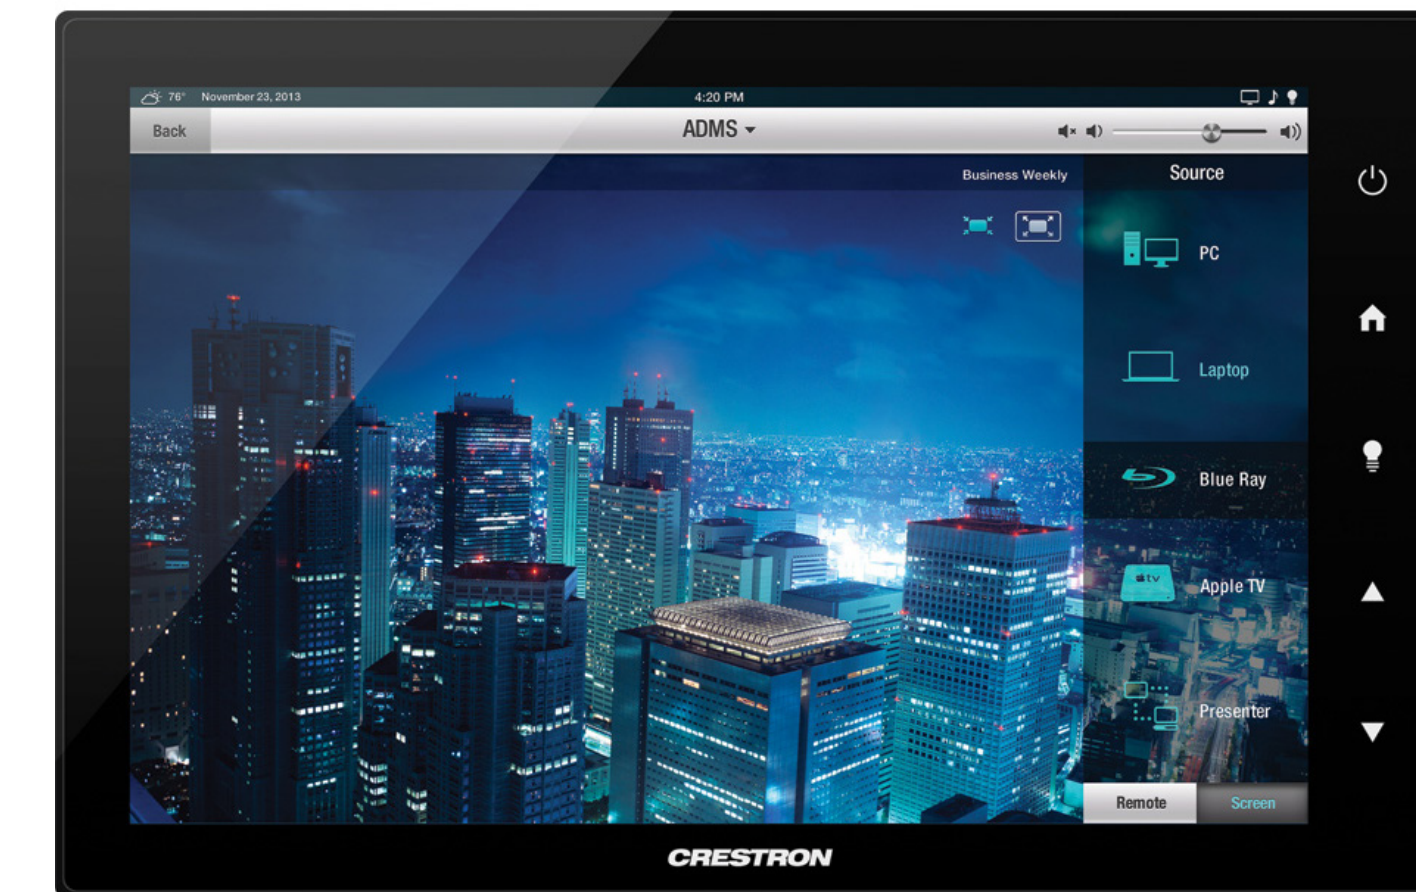 76° November 23, 2013 4:20 PM
Back ADMS
Business Weekly Source
PC
Laptop
Blue Ray
tv Apple TV
Presenter
Remote Screen
CRESTRON